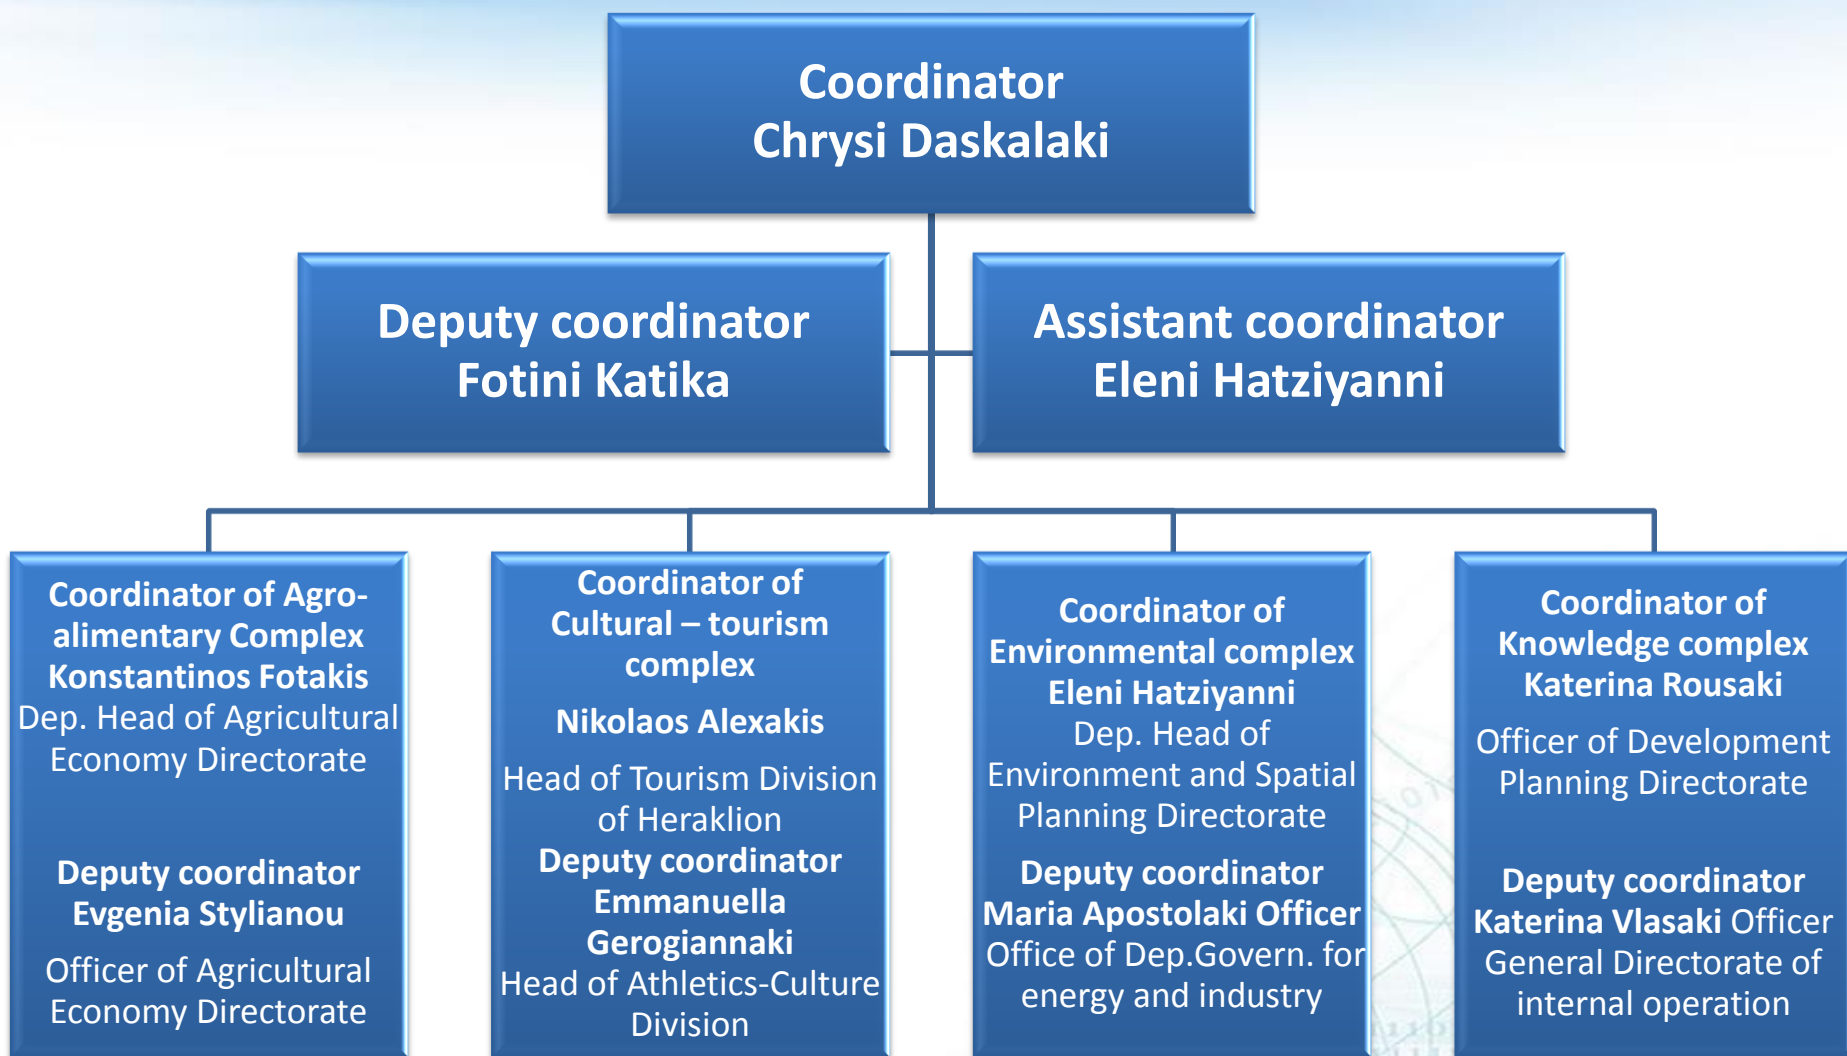 Coordinator
Chrysi Daskalaki
Deputy coordinator
Fotini Katika
Assistant coordinator
Eleni Hatziyanni
Coordinator of Agro-
alimentary Complex
Konstantinos Fotakis
Dep. Head of Agricultural
Economy Directorate
Deputy coordinator
Evgenia Stylianou
Officer of Agricultural
Economy Directorate
Coordinator of
Cultural – tourism
complex
Nikolaos Alexakis
Head of Tourism Division
of Heraklion
Deputy coordinator
Emmanuella
Gerogiannaki
Head of Athletics-Culture
Division
Coordinator of
Environmental complex
Eleni Hatziyanni
Dep. Head of
Environment and Spatial
Planning Directorate
Deputy coordinator
Maria Apostolaki Officer
Office of Dep.Govern. for
energy and industry
Coordinator of
Knowledge complex
Katerina Rousaki
Officer of Development
Planning Directorate
Deputy coordinator
Katerina Vlasaki Officer
General Directorate of
internal operation